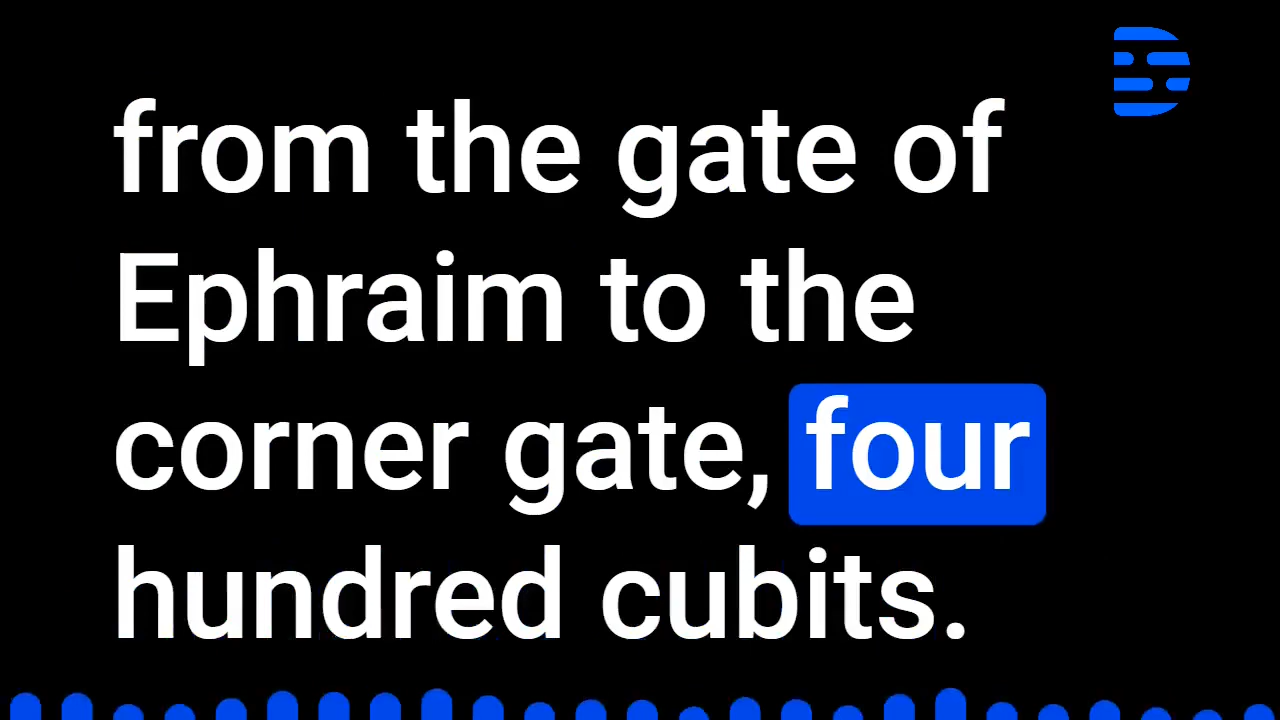 from the gate of
Ephraim to the
corner gate, four
hundred cubits.